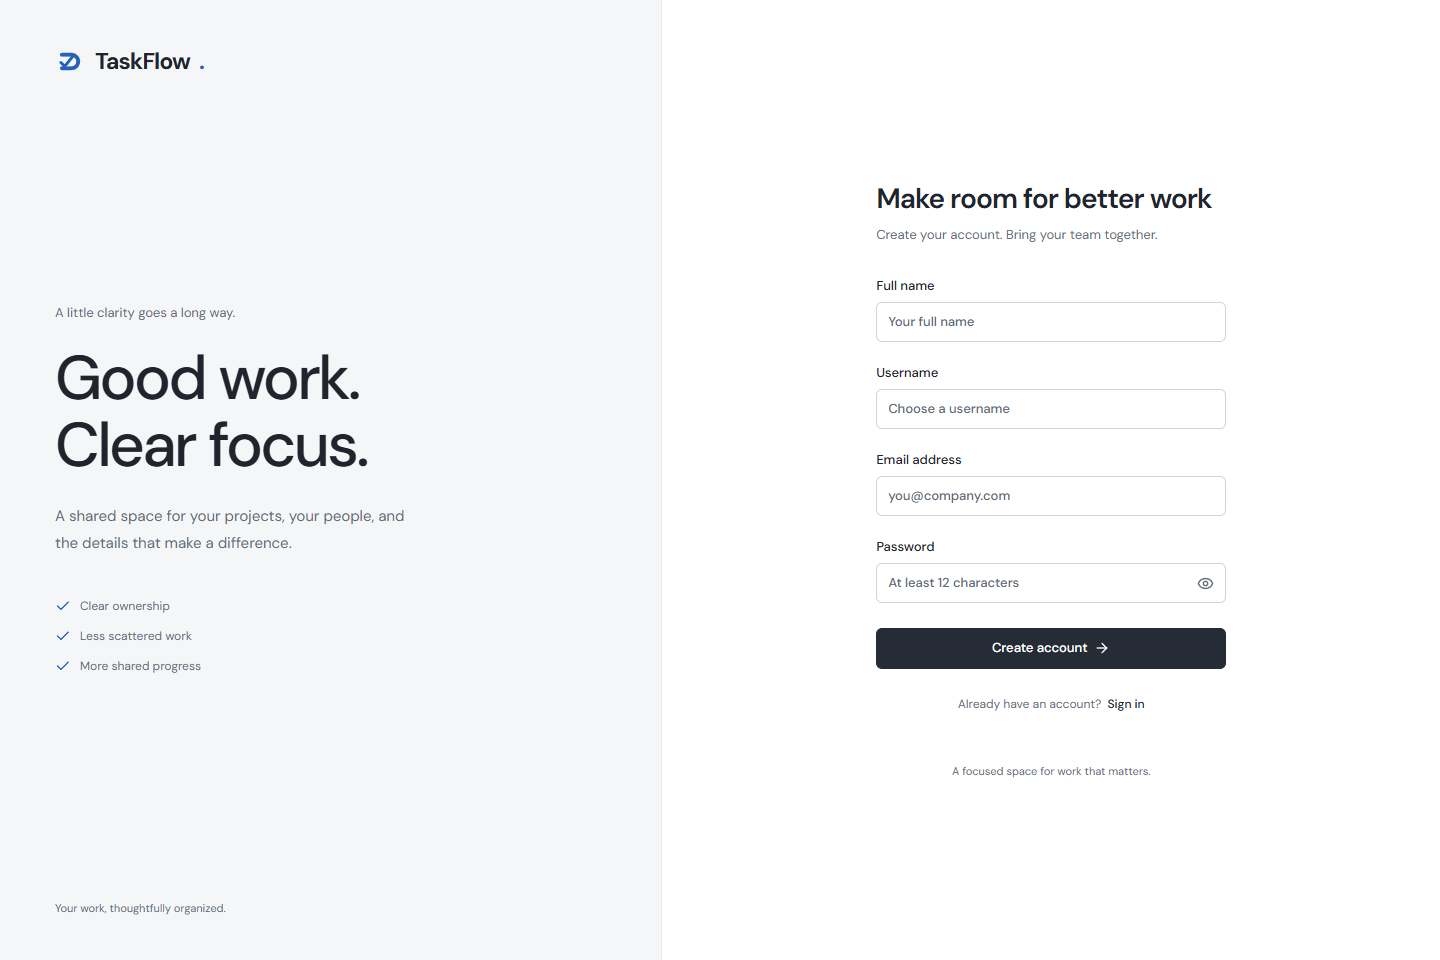 TaskFlow .
A little clarity goes a long way.
Good work.
Clear focus.
A shared space for your projects, your people, and
the details that make a difference.
Clear ownership
Less scattered work
More shared progress
Your work, thoughtfully organized.
Make room for better work
Create your account. Bring your team together.
Full name
Your full name
Username
Choose a username
Email address
you@company.com
Password
At least 12 characters
Create account
Already have an account? Sign in
A focused space for work that matters.